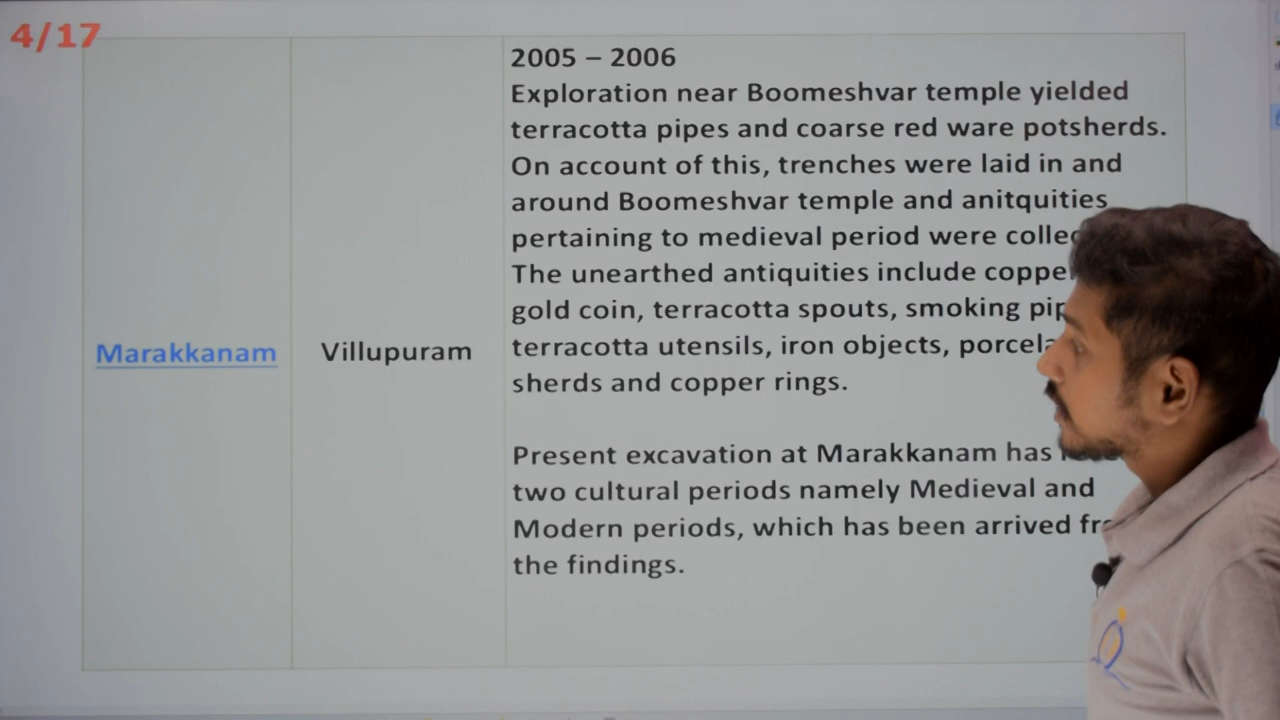 4/17
2005 – 2006
Exploration near Boomeshvar temple yielded
terracotta pipes and coarse red ware potsherds.
On account of this, trenches were laid in and
around Boomeshvar temple and anitquities
pertaining to medieval period were
The unearthed antiquities include
gold coin, terracotta spouts, smoking
Marakkanam
Villupuram
terracotta utensils, iron objects,
sherds and copper rings.
Present excavation at Marakkanam has
two cultural periods namely Medieval and
Modern periods, which has been arrived
the findings.